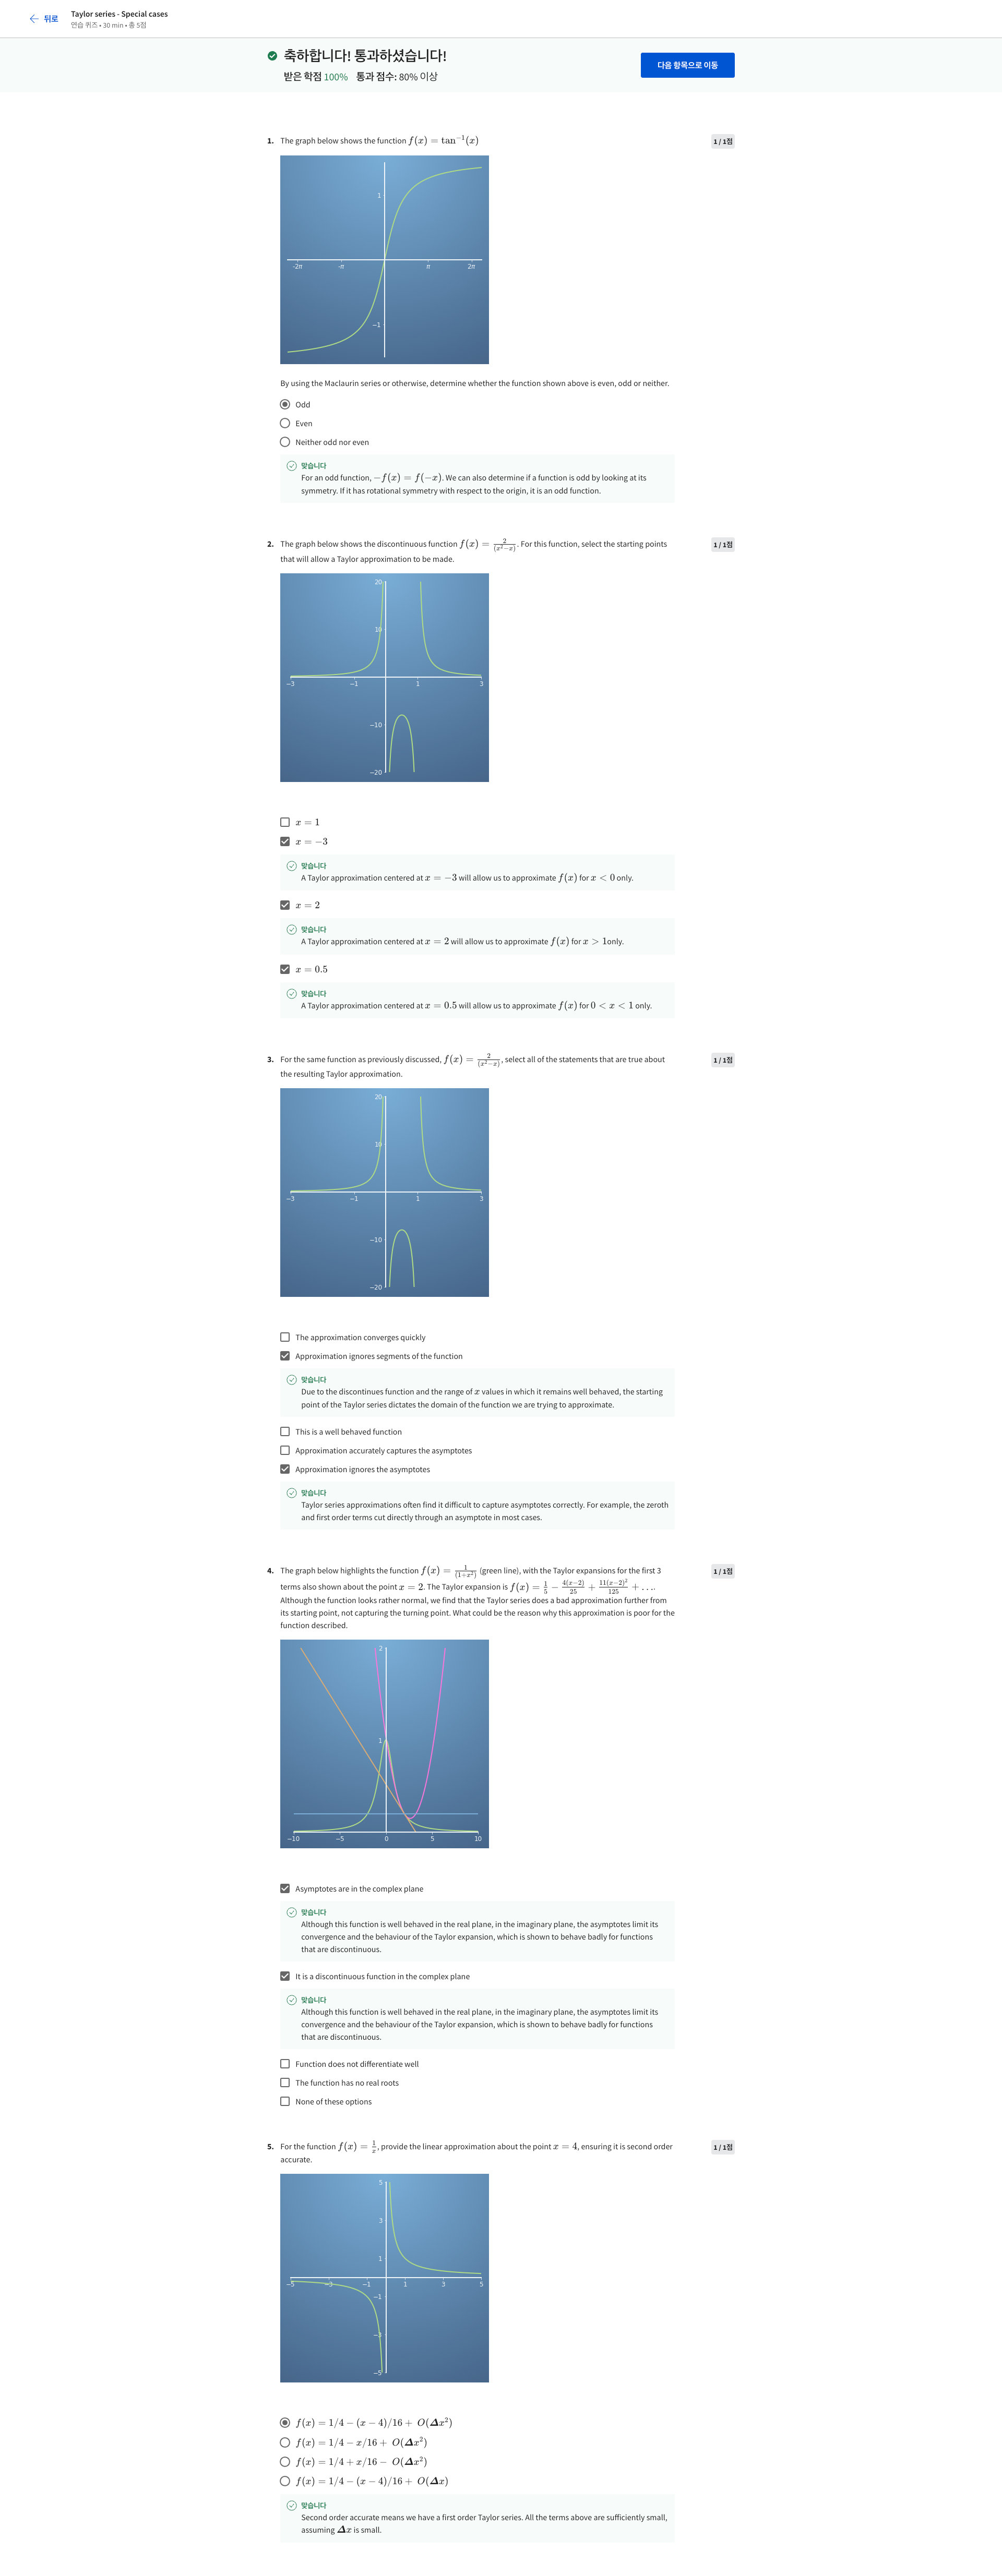 뒤로
Taylor series - Special cases
연습 퀴즈 • 30 min • 총 5점
축하합니다! 통과하셨습니다!
받은 학점 100% 통과 점수: 80% 이상
다음 항목으로 이동
1. The graph below shows the function f(x) = tan⁻¹(x)
1 / 1점
1
-2π -π π 2π
−1
By using the Maclaurin series or otherwise, determine whether the function shown above is even, odd or neither.
Odd
Even
Neither odd nor even
맞습니다
For an odd function, −f(x) = f(−x). We can also determine if a function is odd by looking at its
symmetry. If it has rotational symmetry with respect to the origin, it is an odd function.
2. The graph below shows the discontinuous function f(x) = 2/(x²−x). For this function, select the starting points
that will allow a Taylor approximation to be made.
1 / 1점
20
10
−3 −1 1 3
−10
−20
x = 1
x = −3
맞습니다
A Taylor approximation centered at x = −3 will allow us to approximate f(x) for x < 0 only.
x = 2
맞습니다
A Taylor approximation centered at x = 2 will allow us to approximate f(x) for x > 1only.
x = 0.5
맞습니다
A Taylor approximation centered at x = 0.5 will allow us to approximate f(x) for 0 < x < 1 only.
3. For the same function as previously discussed, f(x) = 2/(x²−x), select all of the statements that are true about
the resulting Taylor approximation.
1 / 1점
20
10
−3 −1 1 3
−10
−20
The approximation converges quickly
Approximation ignores segments of the function
맞습니다
Due to the discontinues function and the range of x values in which it remains well behaved, the starting
point of the Taylor series dictates the domain of the function we are trying to approximate.
This is a well behaved function
Approximation accurately captures the asymptotes
Approximation ignores the asymptotes
맞습니다
Taylor series approximations often find it difficult to capture asymptotes correctly. For example, the zeroth
and first order terms cut directly through an asymptote in most cases.
4. The graph below highlights the function f(x) = 1/(1+x²) (green line), with the Taylor expansions for the first 3
terms also shown about the point x = 2. The Taylor expansion is f(x) = 1/5 − 4(x−2)/25 + 11(x−2)²/125 + . . ..
Although the function looks rather normal, we find that the Taylor series does a bad approximation further from
its starting point, not capturing the turning point. What could be the reason why this approximation is poor for the
function described.
1 / 1점
2
1
−10 −5 0 5 10
Asymptotes are in the complex plane
맞습니다
Although this function is well behaved in the real plane, in the imaginary plane, the asymptotes limit its
convergence and the behaviour of the Taylor expansion, which is shown to behave badly for functions
that are discontinuous.
It is a discontinuous function in the complex plane
맞습니다
Although this function is well behaved in the real plane, in the imaginary plane, the asymptotes limit its
convergence and the behaviour of the Taylor expansion, which is shown to behave badly for functions
that are discontinuous.
Function does not differentiate well
The function has no real roots
None of these options
5. For the function f(x) = 1/x, provide the linear approximation about the point x = 4, ensuring it is second order
accurate.
1 / 1점
5
3
1
−5 −3 −1 1 3 5
−1
−3
−5
f(x) = 1/4 − (x − 4)/16 + O(Δx²)
f(x) = 1/4 − x/16 + O(Δx²)
f(x) = 1/4 + x/16 − O(Δx²)
f(x) = 1/4 − (x − 4)/16 + O(Δx)
맞습니다
Second order accurate means we have a first order Taylor series. All the terms above are sufficiently small,
assuming Δx is small.